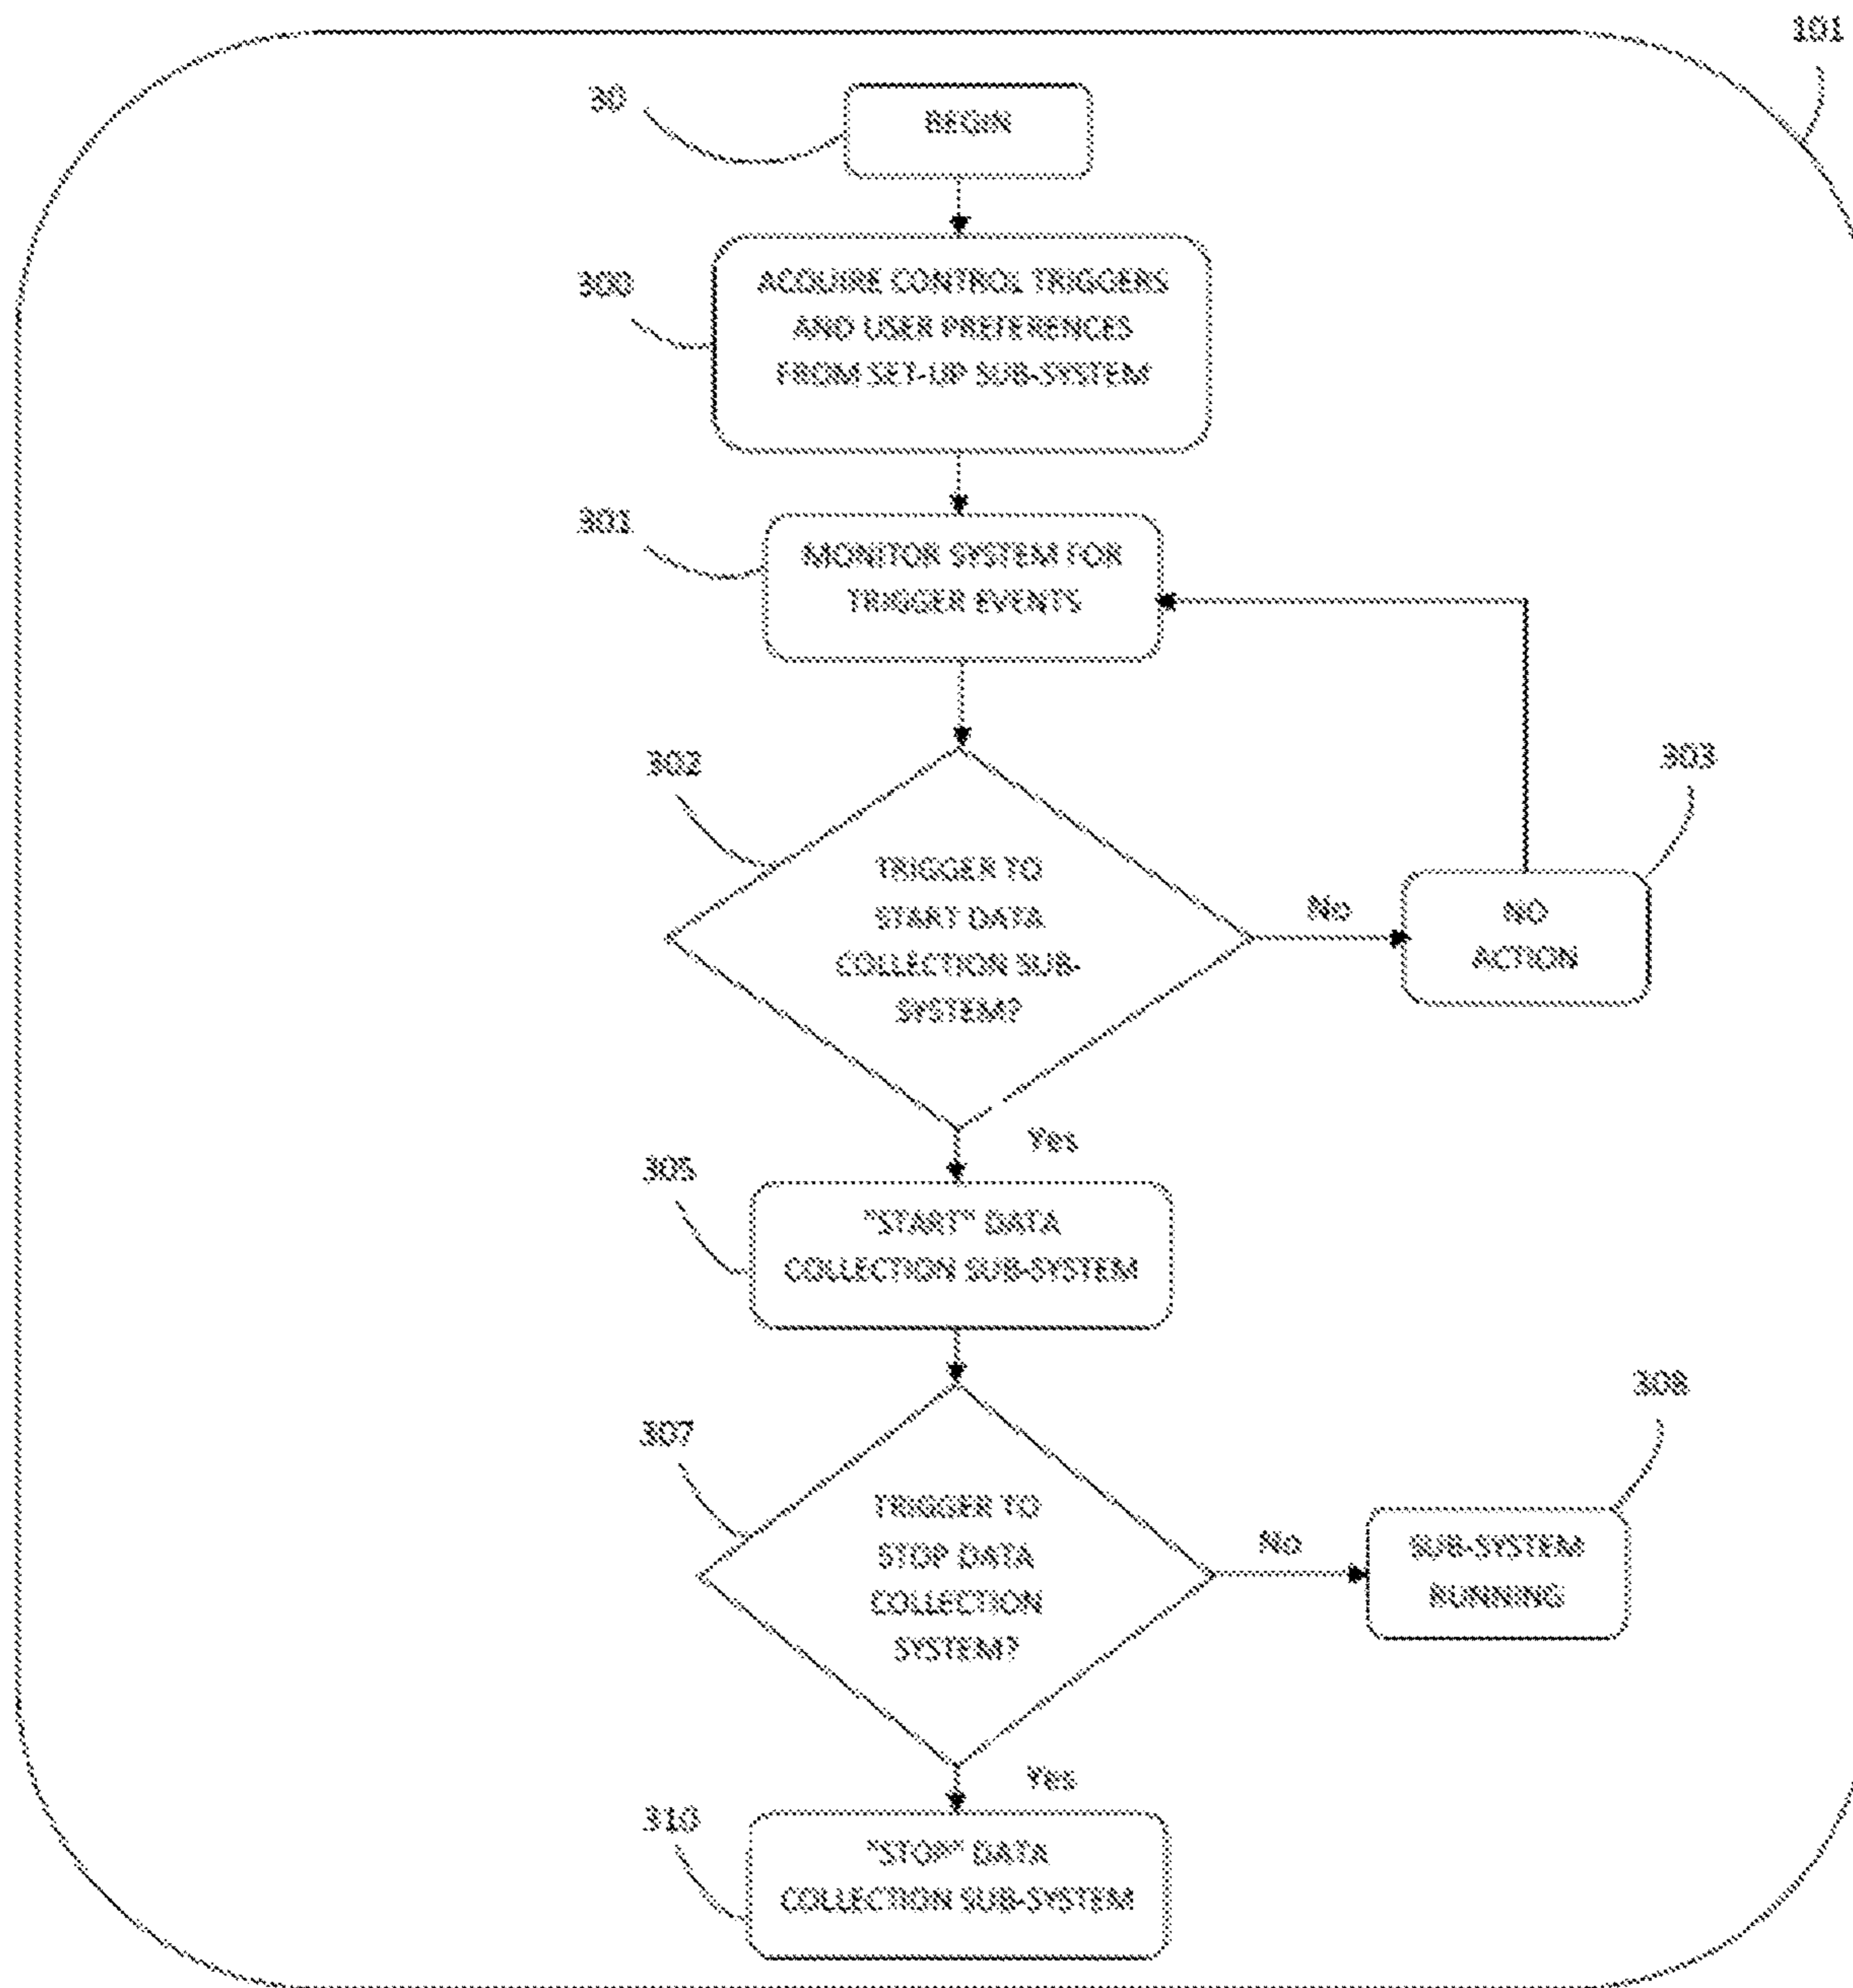 101
30
BEGIN
300
ACQUIRE CONTROL TRIGGERS
AND USER PREFERENCES
FROM SET-UP SUB-SYSTEM
301
MONITOR SYSTEM FOR
TRIGGER EVENTS
302
303
TRIGGER TO
START DATA
COLLECTION SUB-
SYSTEM?
No
NO
ACTION
Yes
305
"START" DATA
COLLECTION SUB-SYSTEM
307
308
TRIGGER TO
STOP DATA
COLLECTION
SYSTEM?
No
SUB-SYSTEM
RUNNING
Yes
310
"STOP" DATA
COLLECTION SUB-SYSTEM